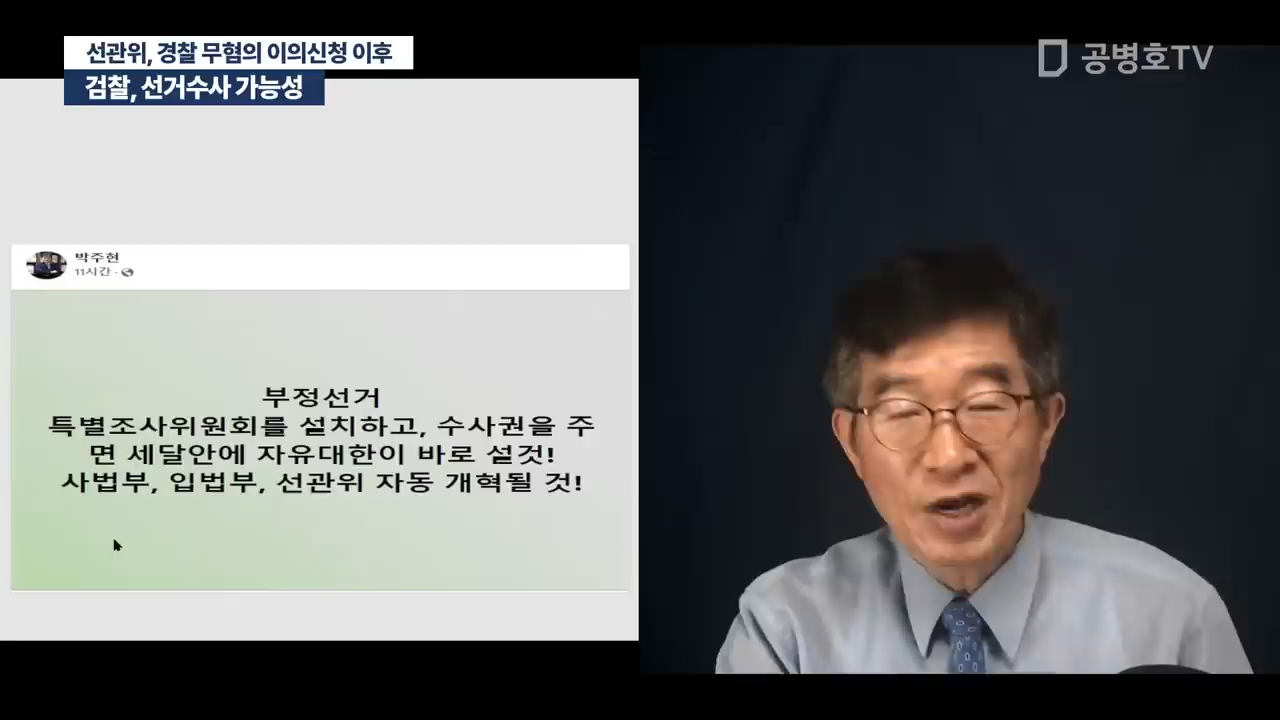 선관위, 경찰 무혐의 이의신청 이후
검찰, 선거수사 가능성
공병호TV
박주현
11시간 ·
부정선거
특별조사위원회를 설치하고, 수사권을 주
면 세달안에 자유대한이 바로 설것!
사법부, 입법부, 선관위 자동 개혁될 것!